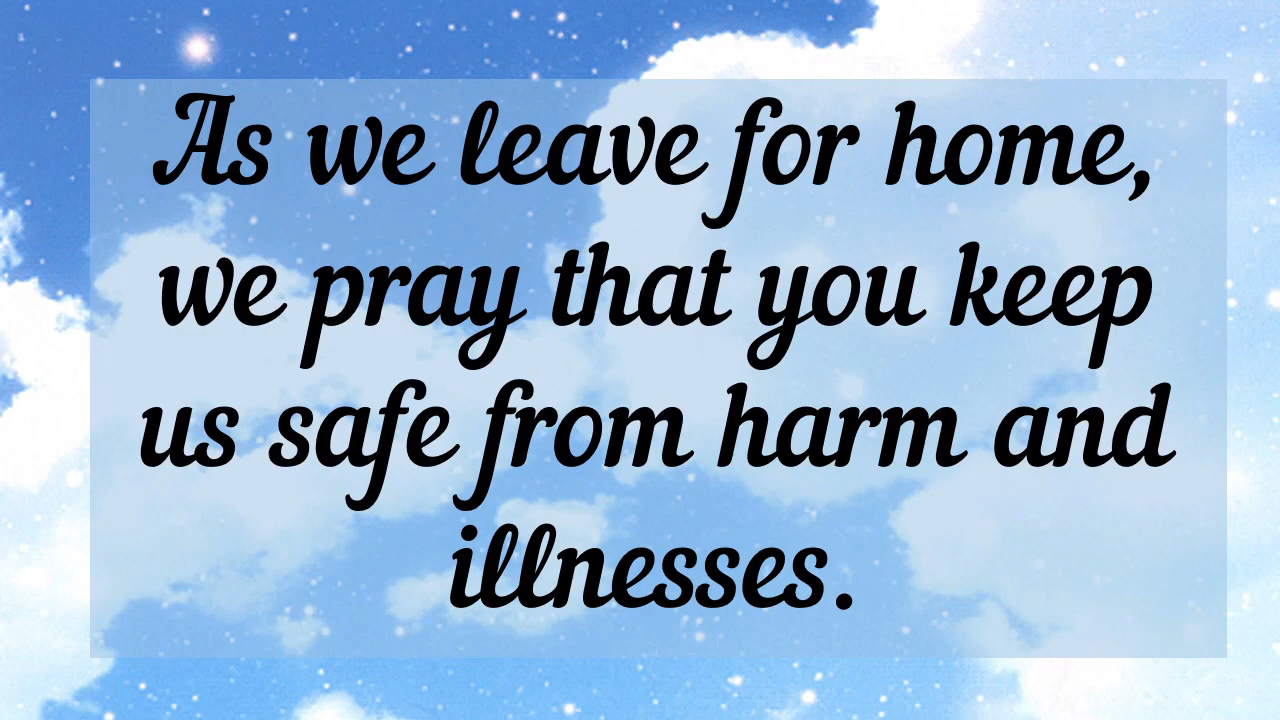 As we leave for home,
we pray that you keep
us safe from harm and
illnesses.